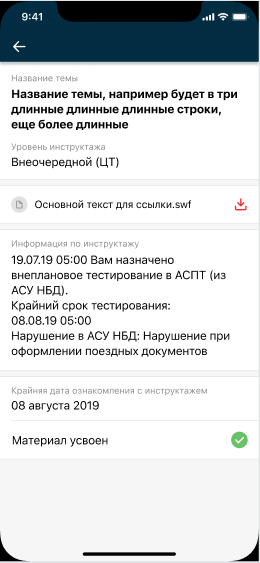 9:41
Название темы
Название темы, например будет в три
длинные длинные длинные строки,
еще более длинные
Уровень инструктажа
Внеочередной (ЦТ)
Основной текст для ссылки.swf
Информация по инструктажу
19.07.19 05:00 Вам назначено
внеплановое тестирование в АСПТ (из
АСУ НБД).
Крайний срок тестирования:
08.08.19 05:00
Нарушение в АСУ НБД: Нарушение при
оформлении поездных документов
Крайняя дата ознакомления с инструктажем
08 августа 2019
Материал усвоен